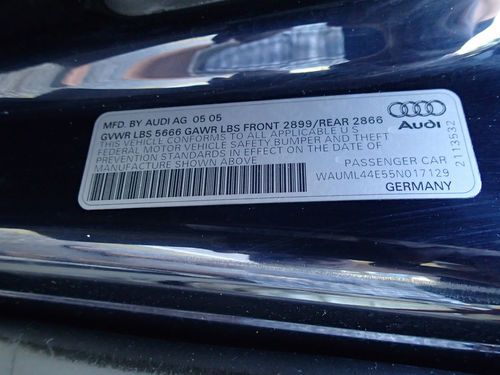 MFD. BY AUDI AG 05 05
GVWR LBS 5666 GAWR LBS FRONT 2899/REAR 2866
THIS VEHICLE CONFORMS TO ALL APPLICABLE U S
FEDERAL MOTOR VEHICLE SAFETY BUMPER AND THEFT
PREVENTION STANDARDS IN EFFECT ON THE DATE OF
MANUFACTURE SHOWN ABOVE
PASSENGER CAR
WAUML44E55N017129
GERMANY
Audi
2113532